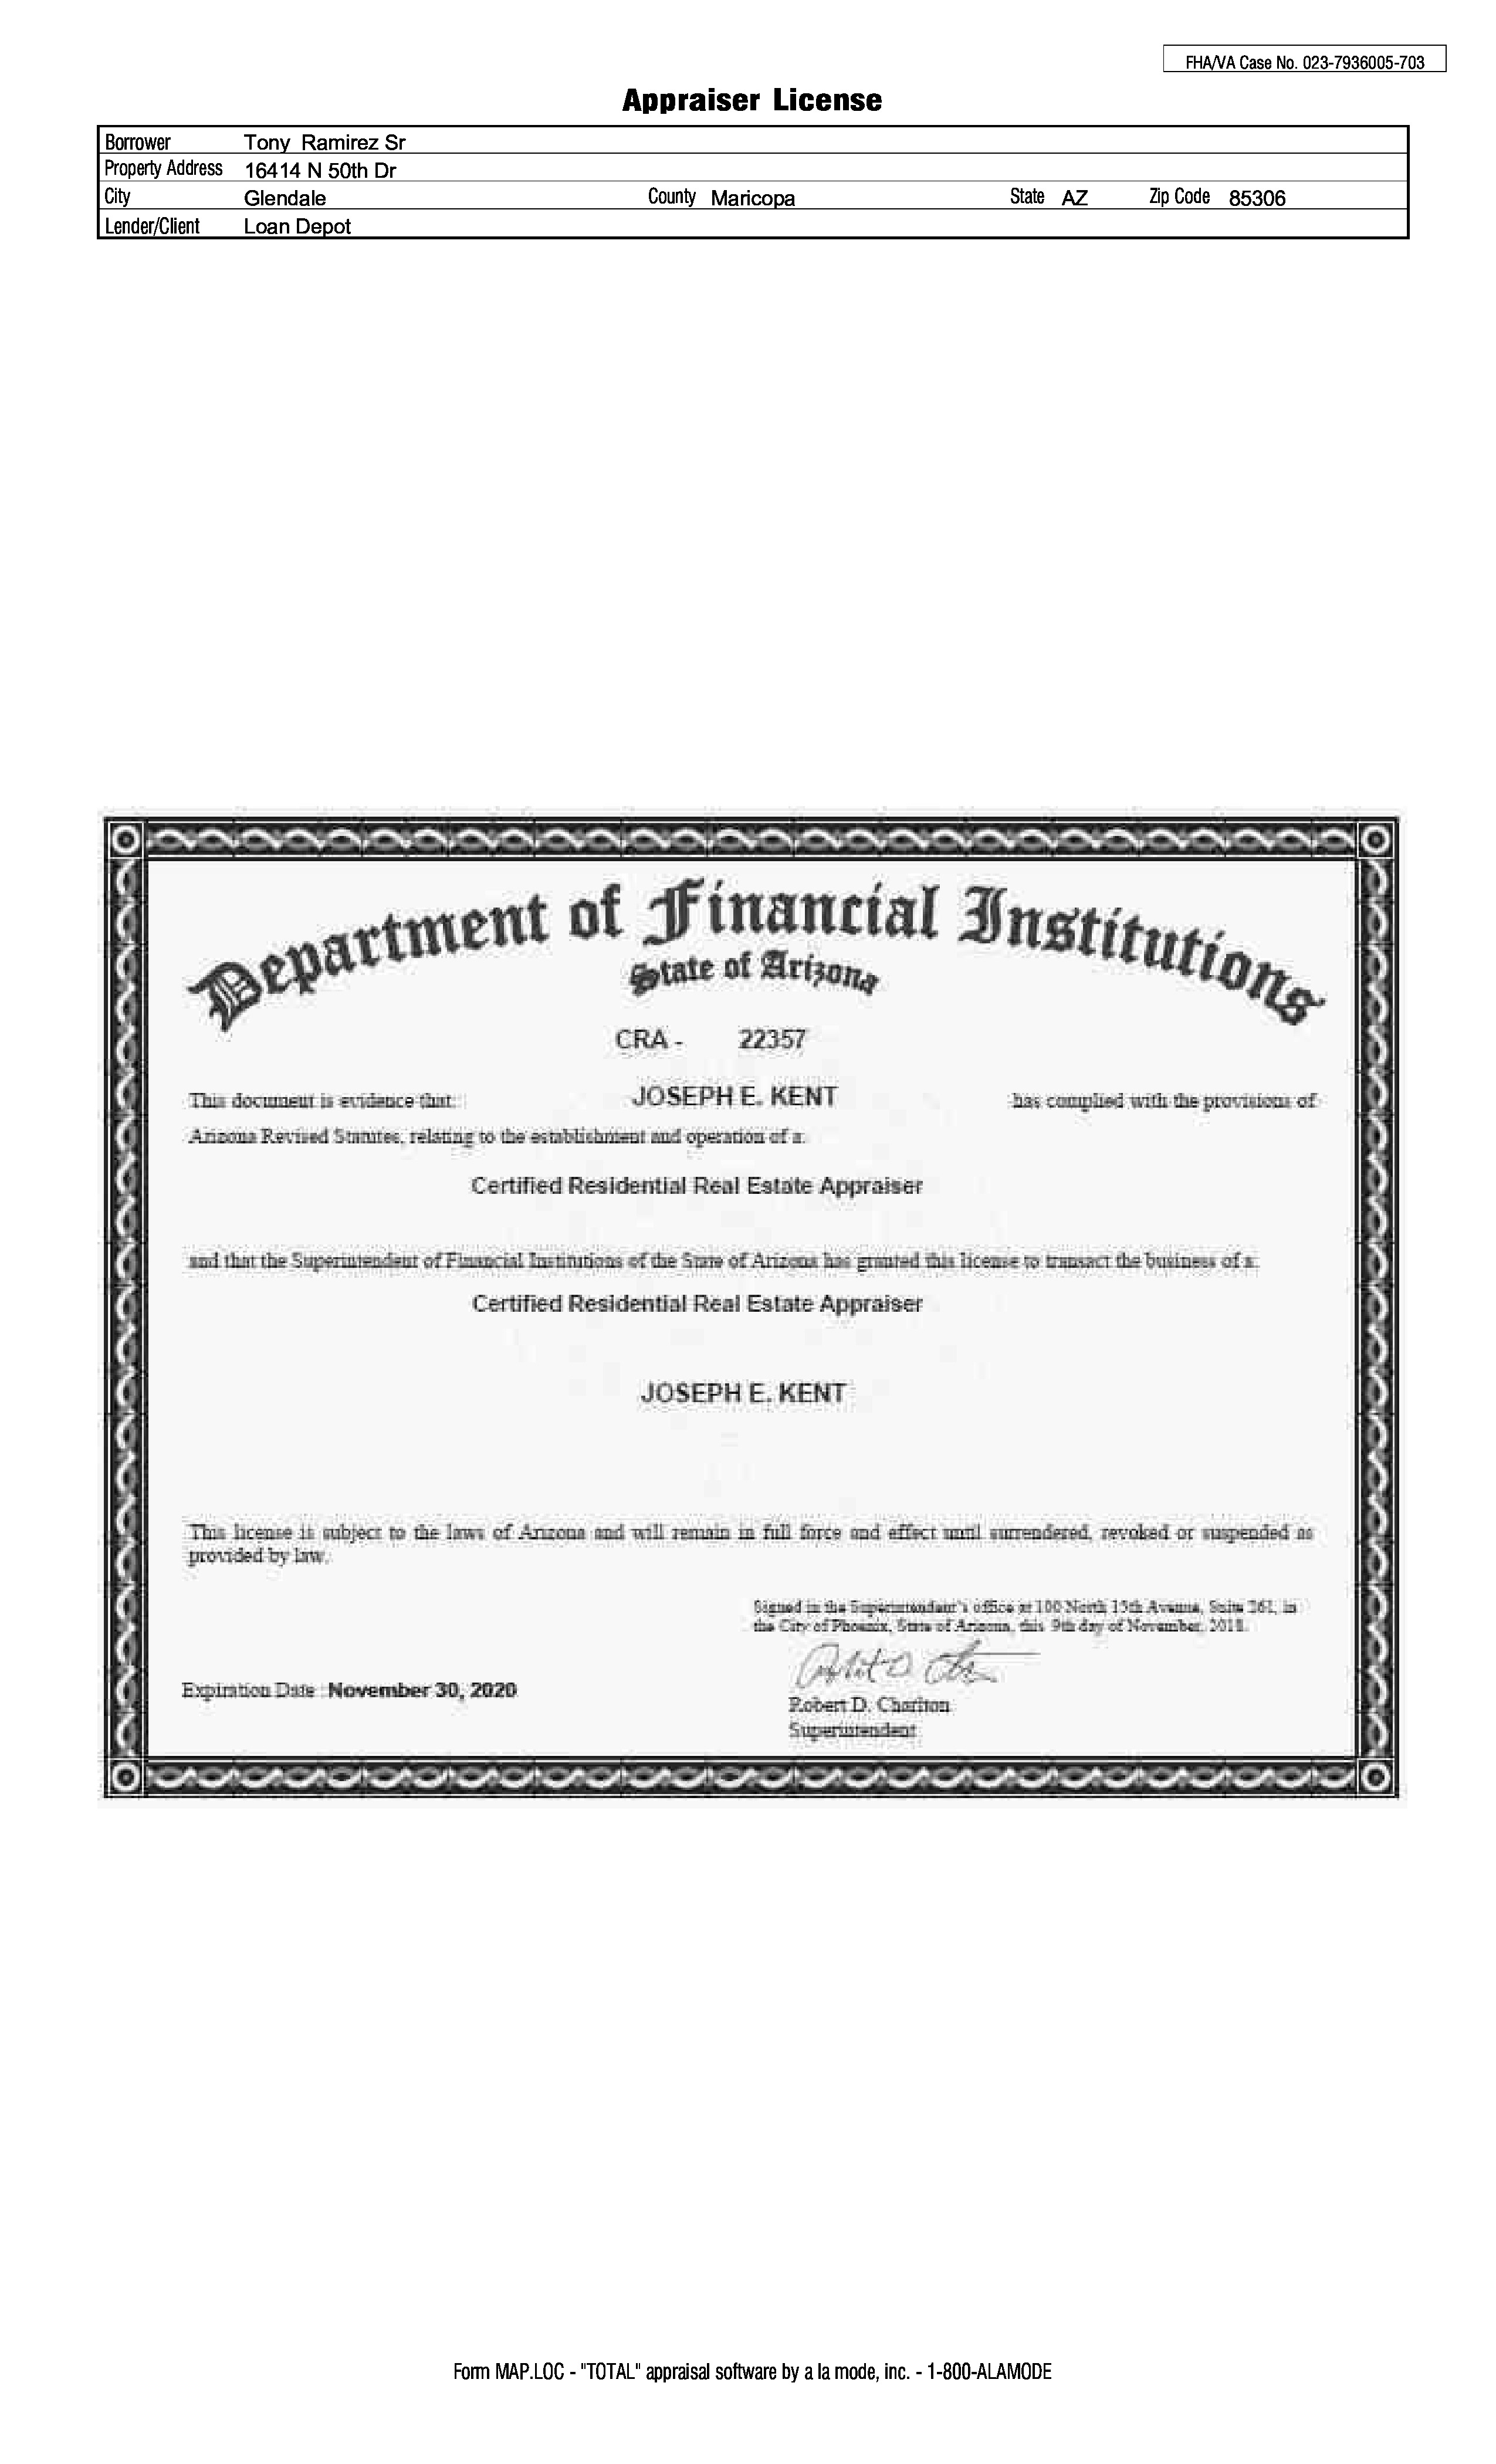 FHA/VA Case No. 023-7936005-703
Appraiser License
Borrower Tony Ramirez Sr
Property Address 16414 N 50th Dr
City Glendale County Maricopa State AZ Zip Code 85306
Lender/Client Loan Depot
Department of Financial Institutions
State of Arizona
CRA - 22357
This document is evidence that: JOSEPH E. KENT has complied with the provisions of
Arizona Revised Statutes, relating to the establishment and operation of a:
Certified Residential Real Estate Appraiser
and that the Superintendent of Financial Institutions of the State of Arizona has granted this license to transact the business of a:
Certified Residential Real Estate Appraiser
JOSEPH E. KENT
This license is subject to the laws of Arizona and will remain in full force and effect until surrendered, revoked or suspended as
provided by law.
Signed in the Superintendent's office at 100 North 15th Avenue, Suite 261, in
the City of Phoenix, State of Arizona, this 9th day of November, 2018.
Expiration Date : November 30, 2020
Robert D. Charlton
Superintendent
Form MAP.LOC - "TOTAL" appraisal software by a la mode, inc. - 1-800-ALAMODE